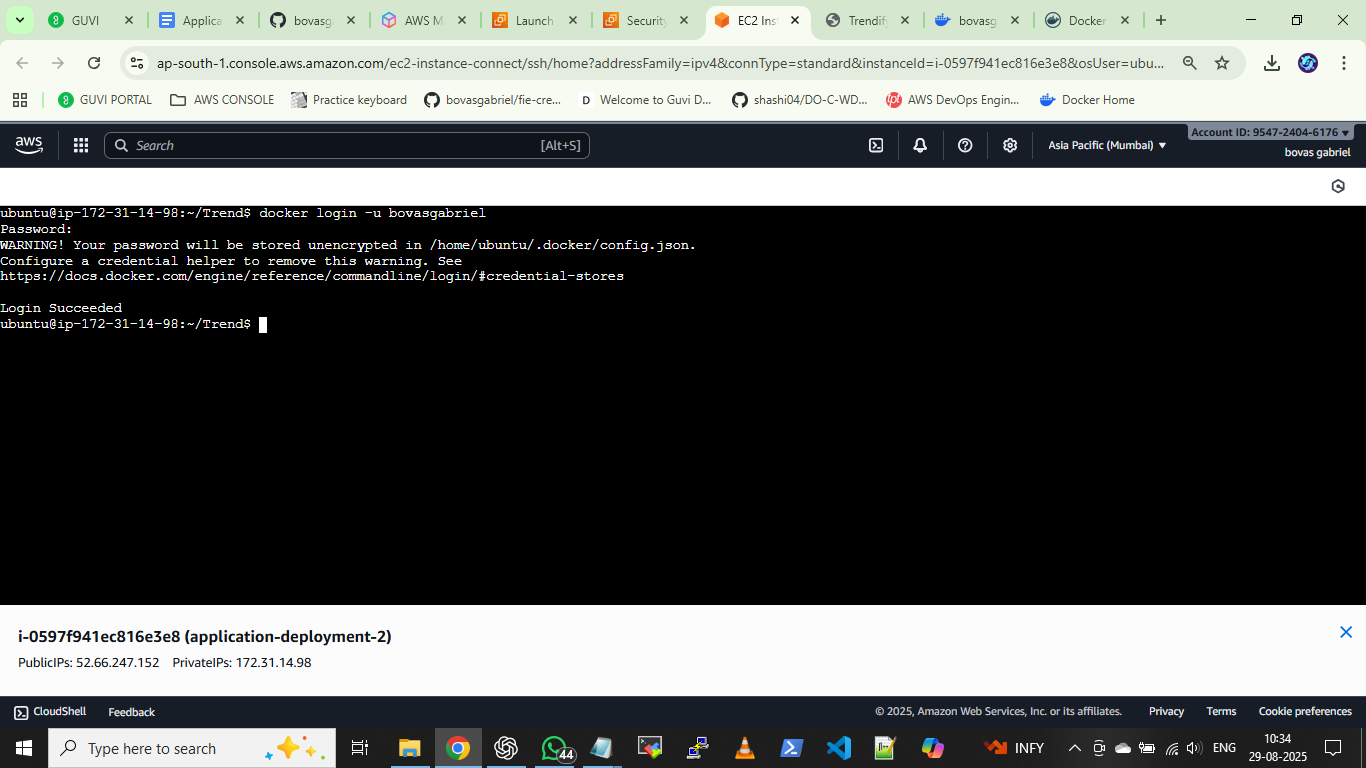 GUVI
Applica
bovasg
AWS M
Launch
Security
EC2 Ins
Trendif
bovasg
Docker
ap-south-1.console.aws.amazon.com/ec2-instance-connect/ssh/home?addressFamily=ipv4&connType=standard&instanceId=i-0597f941ec816e3e8&osUser=ubu...
GUVI PORTAL
AWS CONSOLE
Practice keyboard
bovasgabriel/fie-cre...
D Welcome to Guvi D...
shashi04/DO-C-WD...
AWS DevOps Engin...
Docker Home
aws
Search
[Alt+S]
Asia Pacific (Mumbai)
Account ID: 9547-2404-6176
bovas gabriel
ubuntu@ip-172-31-14-98:~/Trend$ docker login -u bovasgabriel
Password:
WARNING! Your password will be stored unencrypted in /home/ubuntu/.docker/config.json.
Configure a credential helper to remove this warning. See
https://docs.docker.com/engine/reference/commandline/login/#credential-stores
Login Succeeded
ubuntu@ip-172-31-14-98:~/Trend$
i-0597f941ec816e3e8 (application-deployment-2)
PublicIPs: 52.66.247.152 PrivateIPs: 172.31.14.98
CloudShell
Feedback
© 2025, Amazon Web Services, Inc. or its affiliates.
Privacy
Terms
Cookie preferences
Type here to search
44
INFY
ENG
10:34
29-08-2025